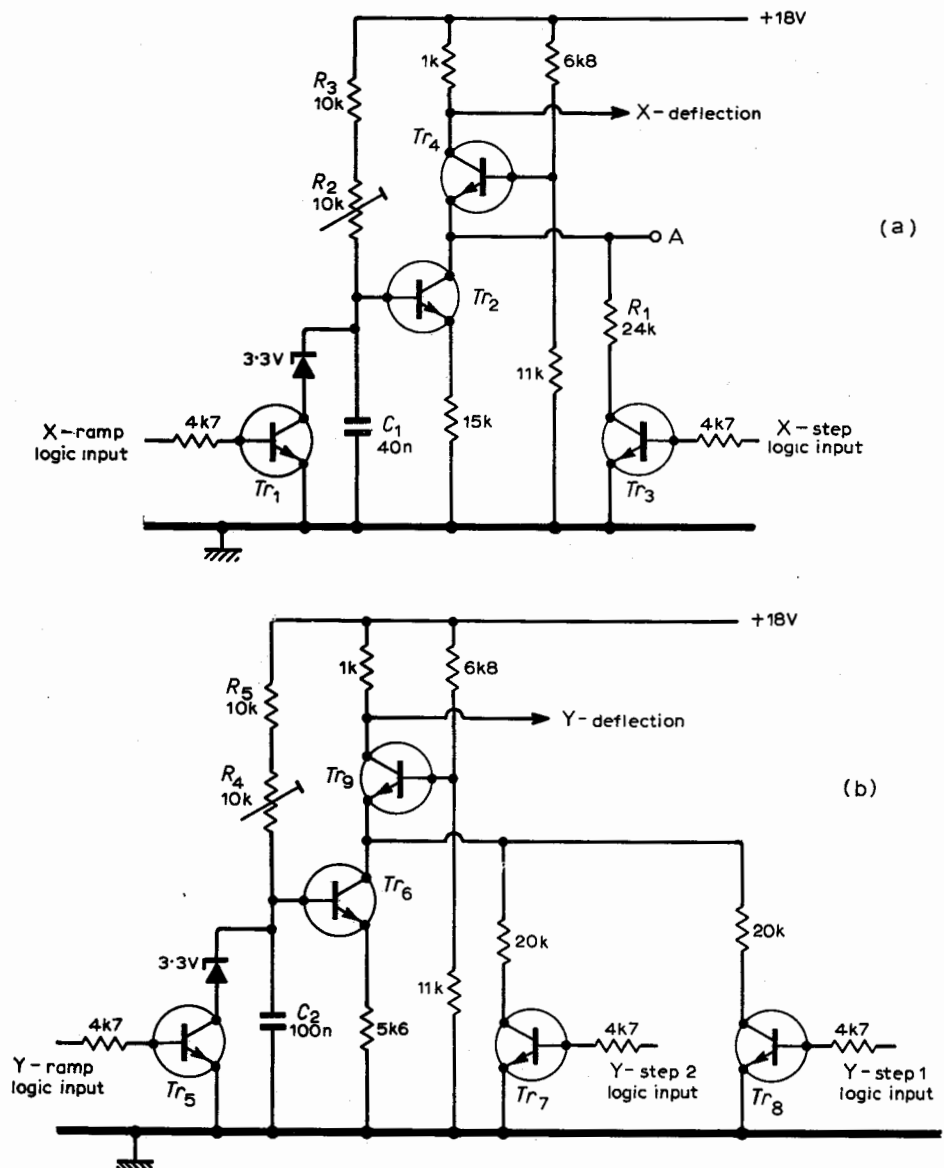 +18V
1k
6k8
R3
10k
X-deflection
Tr4
R2
10k
(a)
A
Tr2
R1
24k
3·3V
11k
4k7
X-ramp
logic input
C1
40n
15k
4k7
X-step
logic input
Tr1
Tr3
+18V
1k
6k8
R5
10k
Y-deflection
R4
10k
Tr9
(b)
Tr6
20k
20k
3·3V
11k
4k7
C2
100n
5k6
4k7
4k7
Y-ramp
logic input
Tr5
Y-step 2
logic input
Tr7
Y-step 1
logic input
Tr8